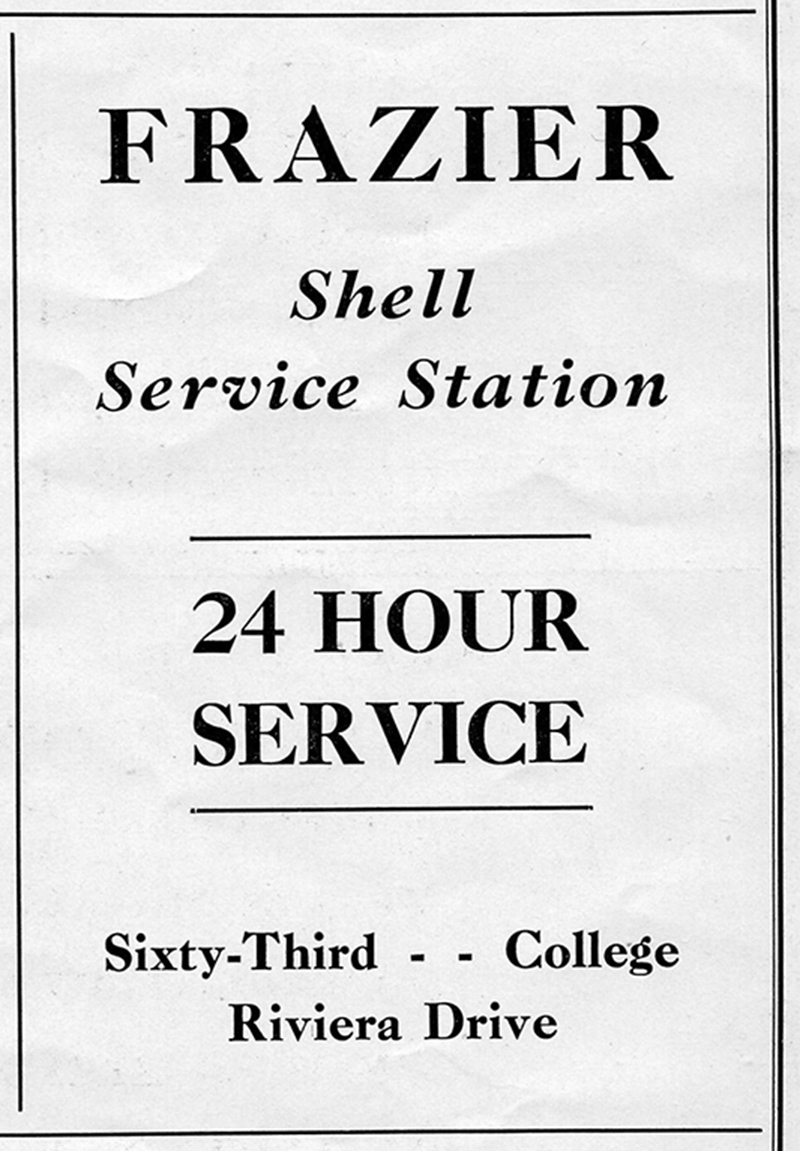 FRAZIER
Shell
Service Station
24 HOUR
SERVICE
Sixty-Third - - College
Riviera Drive